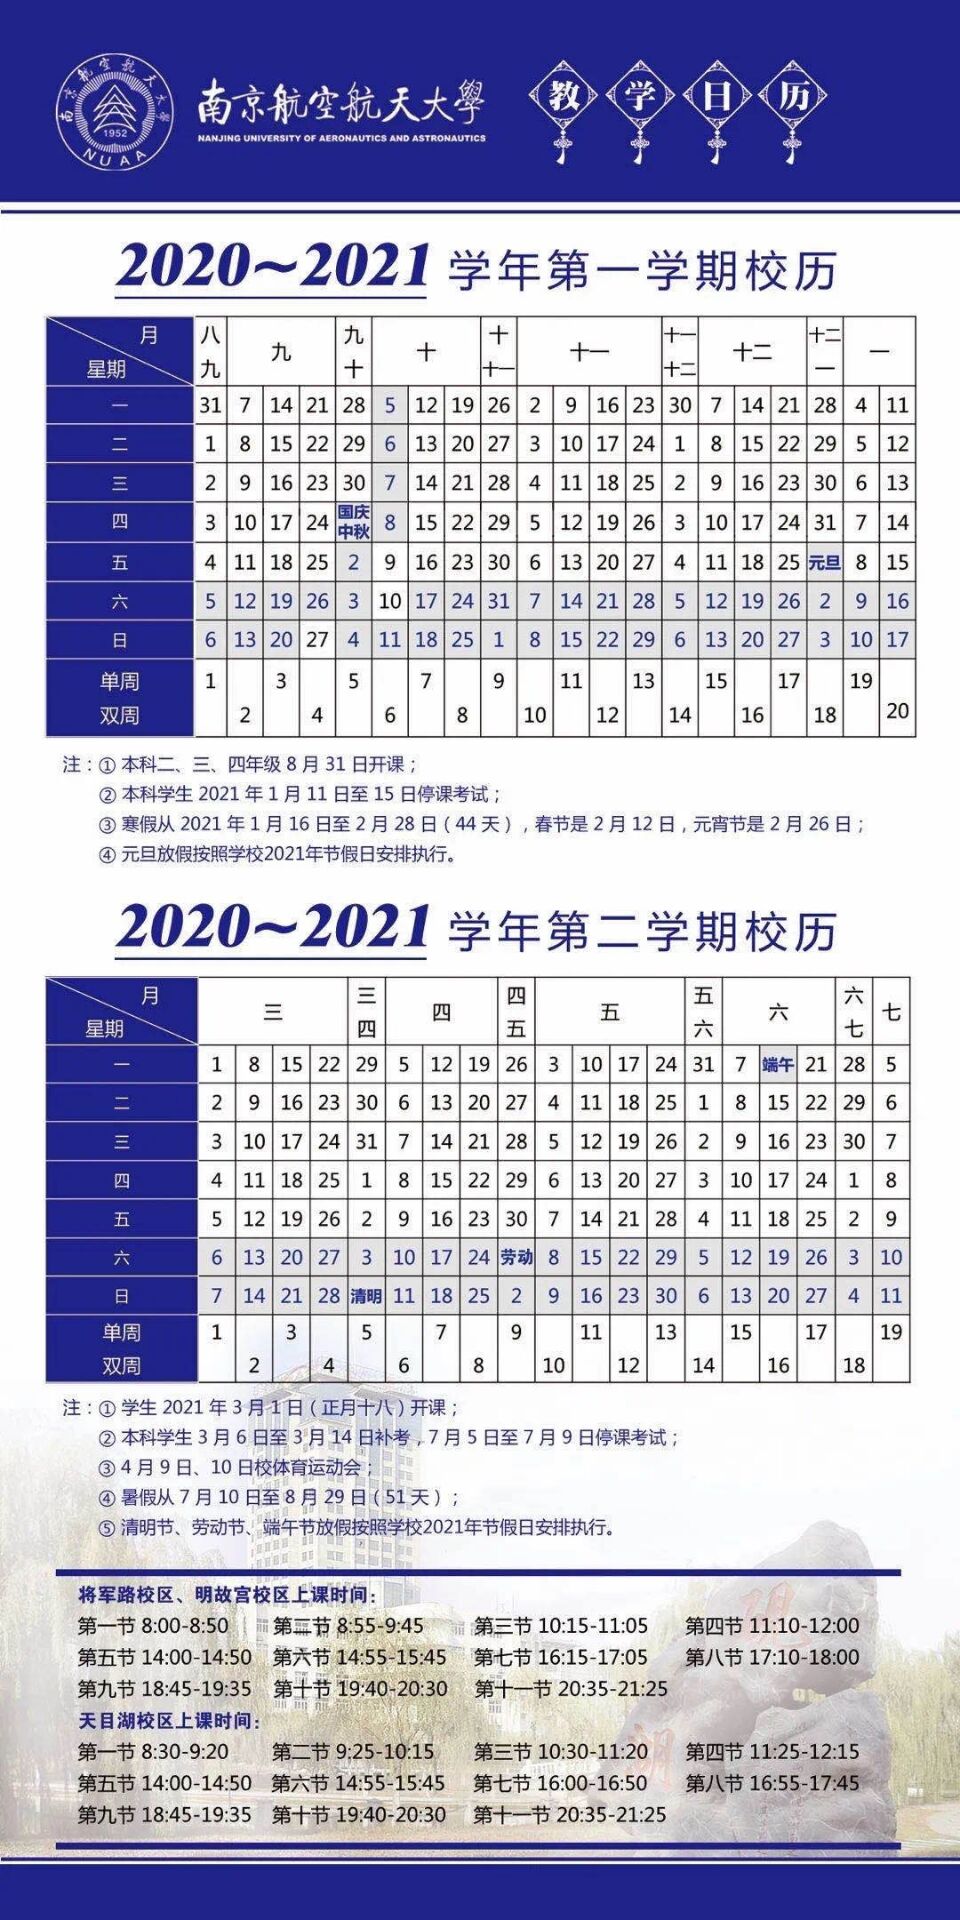 南京航空航天大学
1952
NUAA
南京航空航天大學
NANJING UNIVERSITY OF AERONAUTICS AND ASTRONAUTICS
教学日历
2020~2021 学年第一学期校历
月 八 九 九 十 十 十 十一 十一 十二 十二 一
星期 九 十 十一 十二 一
一 31 7 14 21 28 5 12 19 26 2 9 16 23 30 7 14 21 28 4 11
二 1 8 15 22 29 6 13 20 27 3 10 17 24 1 8 15 22 29 5 12
三 2 9 16 23 30 7 14 21 28 4 11 18 25 2 9 16 23 30 6 13
四 3 10 17 24 国庆中秋 8 15 22 29 5 12 19 26 3 10 17 24 31 7 14
五 4 11 18 25 2 9 16 23 30 6 13 20 27 4 11 18 25 元旦 8 15
六 5 12 19 26 3 10 17 24 31 7 14 21 28 5 12 19 26 2 9 16
日 6 13 20 27 4 11 18 25 1 8 15 22 29 6 13 20 27 3 10 17
单周 1 3 5 7 9 11 13 15 17 19
双周 2 4 6 8 10 12 14 16 18 20
注：① 本科二、三、四年级 8 月 31 日开课；
② 本科学生 2021 年 1 月 11 日至 15 日停课考试；
③ 寒假从 2021 年 1 月 16 日至 2 月 28 日（44 天），春节是 2 月 12 日，元宵节是 2 月 26 日；
④ 元旦放假按照学校2021年节假日安排执行。
2020~2021 学年第二学期校历
月 三 三 四 四 五 五 六 六 七
星期 四 五 六 七
一 1 8 15 22 29 5 12 19 26 3 10 17 24 31 7 端午 21 28 5
二 2 9 16 23 30 6 13 20 27 4 11 18 25 1 8 15 22 29 6
三 3 10 17 24 31 7 14 21 28 5 12 19 26 2 9 16 23 30 7
四 4 11 18 25 1 8 15 22 29 6 13 20 27 3 10 17 24 1 8
五 5 12 19 26 2 9 16 23 30 7 14 21 28 4 11 18 25 2 9
六 6 13 20 27 3 10 17 24 劳动 8 15 22 29 5 12 19 26 3 10
日 7 14 21 28 清明 11 18 25 2 9 16 23 30 6 13 20 27 4 11
单周 1 3 5 7 9 11 13 15 17 19
双周 2 4 6 8 10 12 14 16 18
注：① 学生 2021 年 3 月 1 日（正月十八）开课；
② 本科学生 3 月 6 日至 3 月 14 日补考，7 月 5 日至 7 月 9 日停课考试；
③ 4 月 9 日、10 日校体育运动会；
④ 暑假从 7 月 10 日至 8 月 29 日（51 天）；
⑤ 清明节、劳动节、端午节放假按照学校2021年节假日安排执行。
将军路校区、明故宫校区上课时间：
第一节 8:00-8:50 第二节 8:55-9:45 第三节 10:15-11:05 第四节 11:10-12:00
第五节 14:00-14:50 第六节 14:55-15:45 第七节 16:15-17:05 第八节 17:10-18:00
第九节 18:45-19:35 第十节 19:40-20:30 第十一节 20:35-21:25
天目湖校区上课时间：
第一节 8:30-9:20 第二节 9:25-10:15 第三节 10:30-11:20 第四节 11:25-12:15
第五节 14:00-14:50 第六节 14:55-15:45 第七节 16:00-16:50 第八节 16:55-17:45
第九节 18:45-19:35 第十节 19:40-20:30 第十一节 20:35-21:25